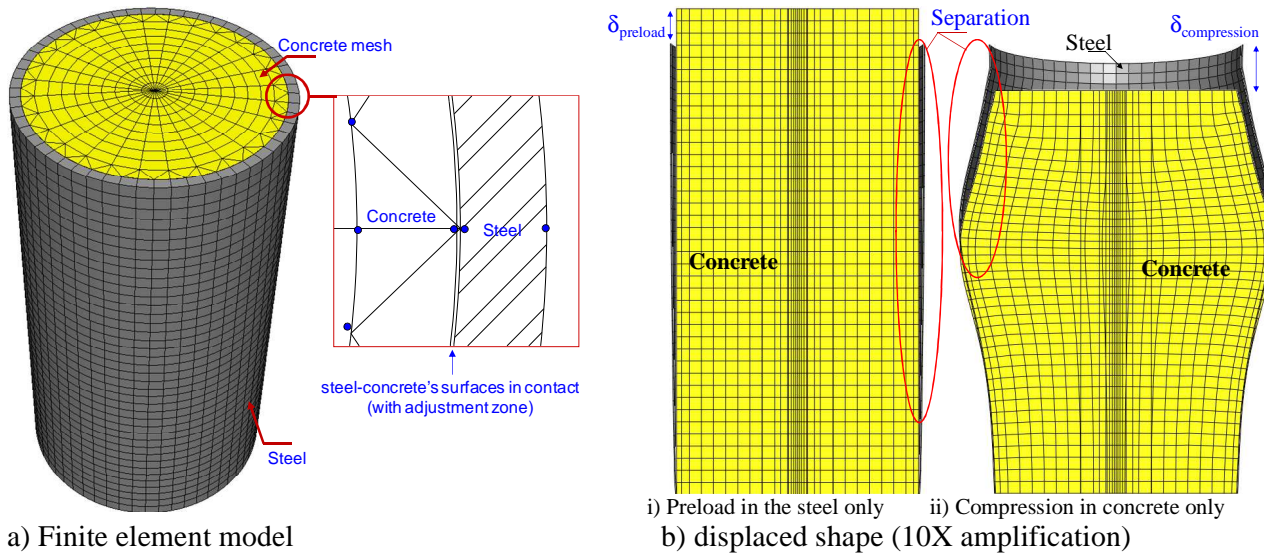 Concrete mesh
Concrete
Steel
steel-concrete's surfaces in contact
(with adjustment zone)
Steel
a) Finite element model
δpreload
Separation
Steel
δcompression
Concrete
Concrete
i) Preload in the steel only
ii) Compression in concrete only
b) displaced shape (10X amplification)